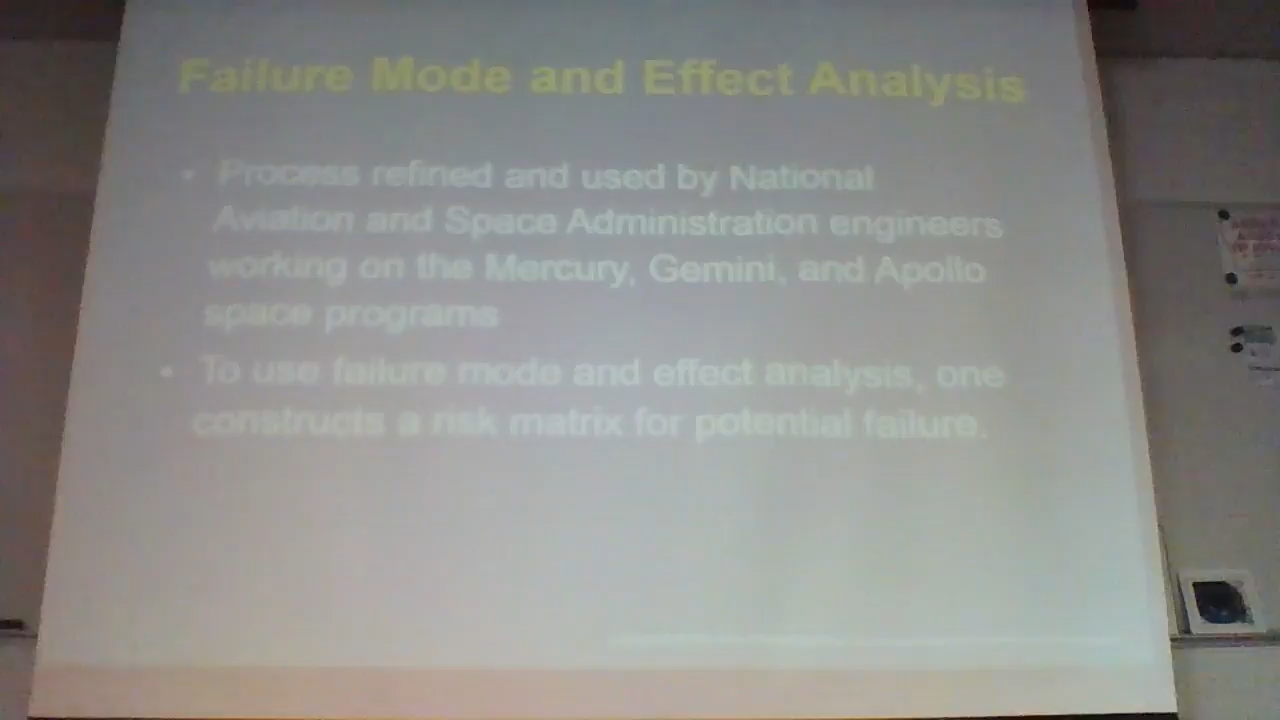 Failure Mode and Effect Analysis
• Process refined and used by National
Aviation and Space Administration engineers
working on the Mercury, Gemini, and Apollo
space programs
• To use failure mode and effect analysis, one
constructs a risk matrix for potential failure.